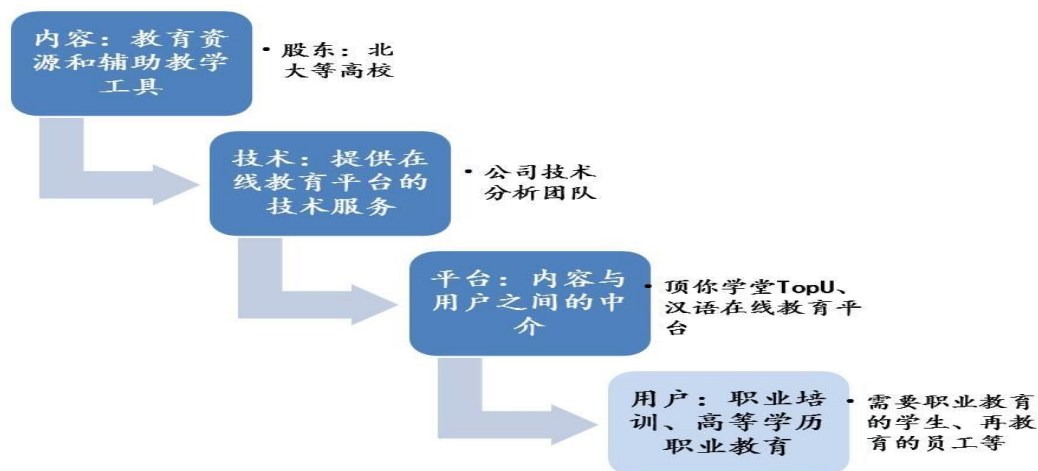 内容：教育资
源和辅助教学
工具
• 股东：北
大等高校
技术：提供在
线教育平台的
技术服务
• 公司技术
分析团队
平台：内容与
用户之间的中
介
• 顶你学堂TopU、
汉语在线教育平
台
用户：职业培
训、高等学历
职业教育
• 需要职业教育
的学生、再教
育的员工等